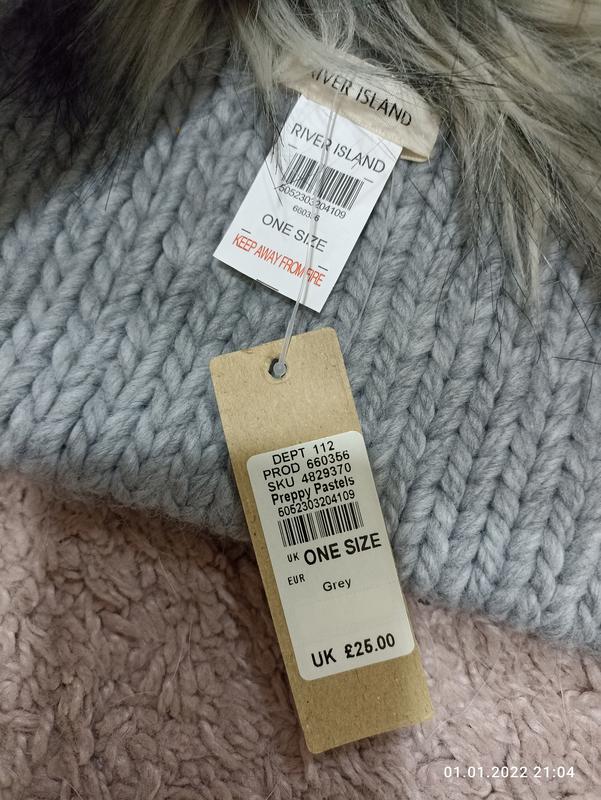 RIVER ISLAND
RIVER ISLAND
5052303204109
660356
ONE SIZE
KEEP AWAY FROM FIRE
DEPT 112
PROD 660356
SKU 4829370
Preppy Pastels
5052303204109
UK ONE SIZE
EUR
Grey
UK £25.00
01.01.2022 21:04